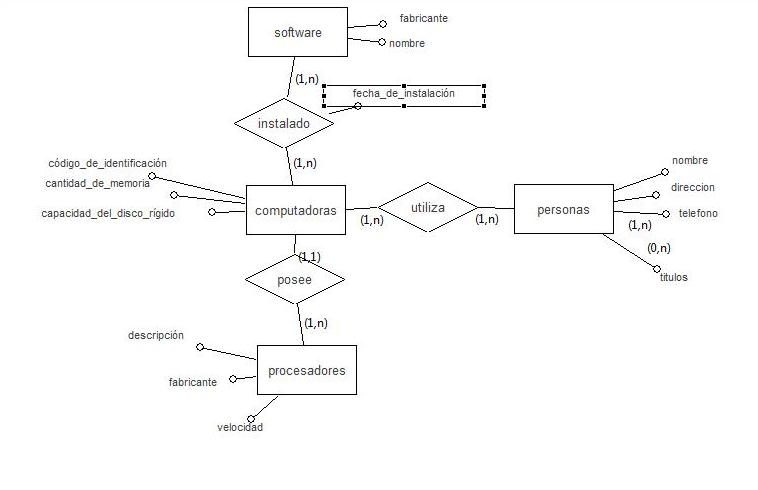 fabricante
software
nombre
(1,n)
fecha_de_instalación
instalado
(1,n)
código_de_identificación
cantidad_de_memoria
capacidad_del_disco_rígido
computadoras
(1,n)
utiliza
(1,n)
personas
nombre
direccion
telefono
(1,n)
(0,n)
titulos
(1,1)
posee
(1,n)
descripción
procesadores
fabricante
velocidad